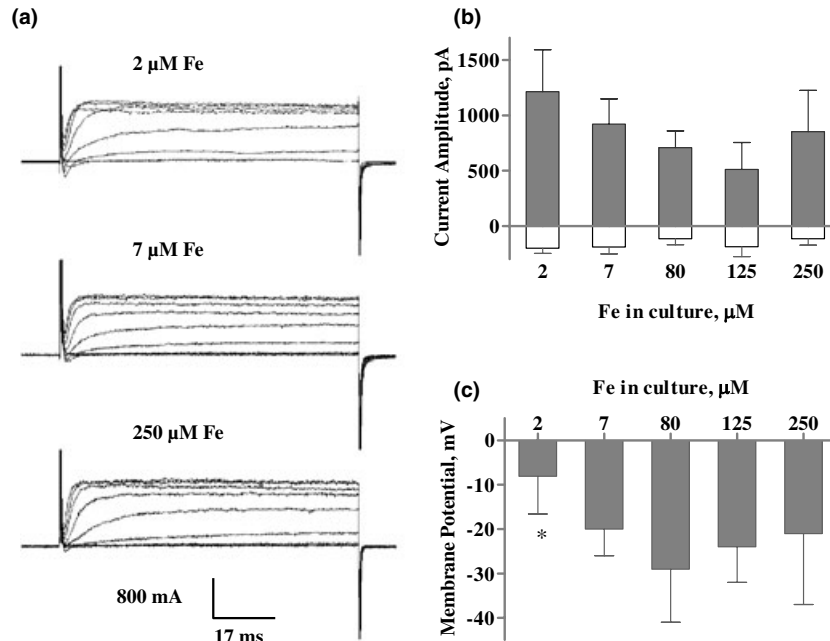 (a)
2 µM Fe
7 µM Fe
250 µM Fe
800 mA
17 ms
(b)
Current Amplitude, pA
1500
1000
500
0
2 7 80 125 250
Fe in culture, µM
(c)
Fe in culture, µM
2 7 80 125 250
Membrane Potential, mV
0
-10
-20
-30
-40
*